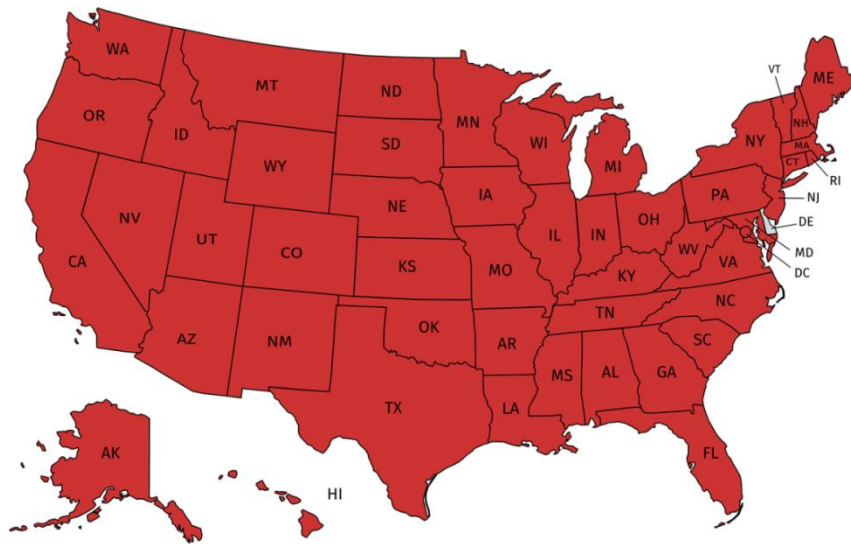 WA
MT
ND
MN
VT
ME
OR
ID
SD
WI
NY
NH
MA
WY
MI
CT
RI
IA
PA
NJ
NE
NV
OH
DE
UT
IL
IN
CO
WV
MD
CA
KS
MO
VA
DC
KY
NC
TN
OK
AZ
NM
AR
SC
MS
AL
GA
TX
LA
AK
FL
HI